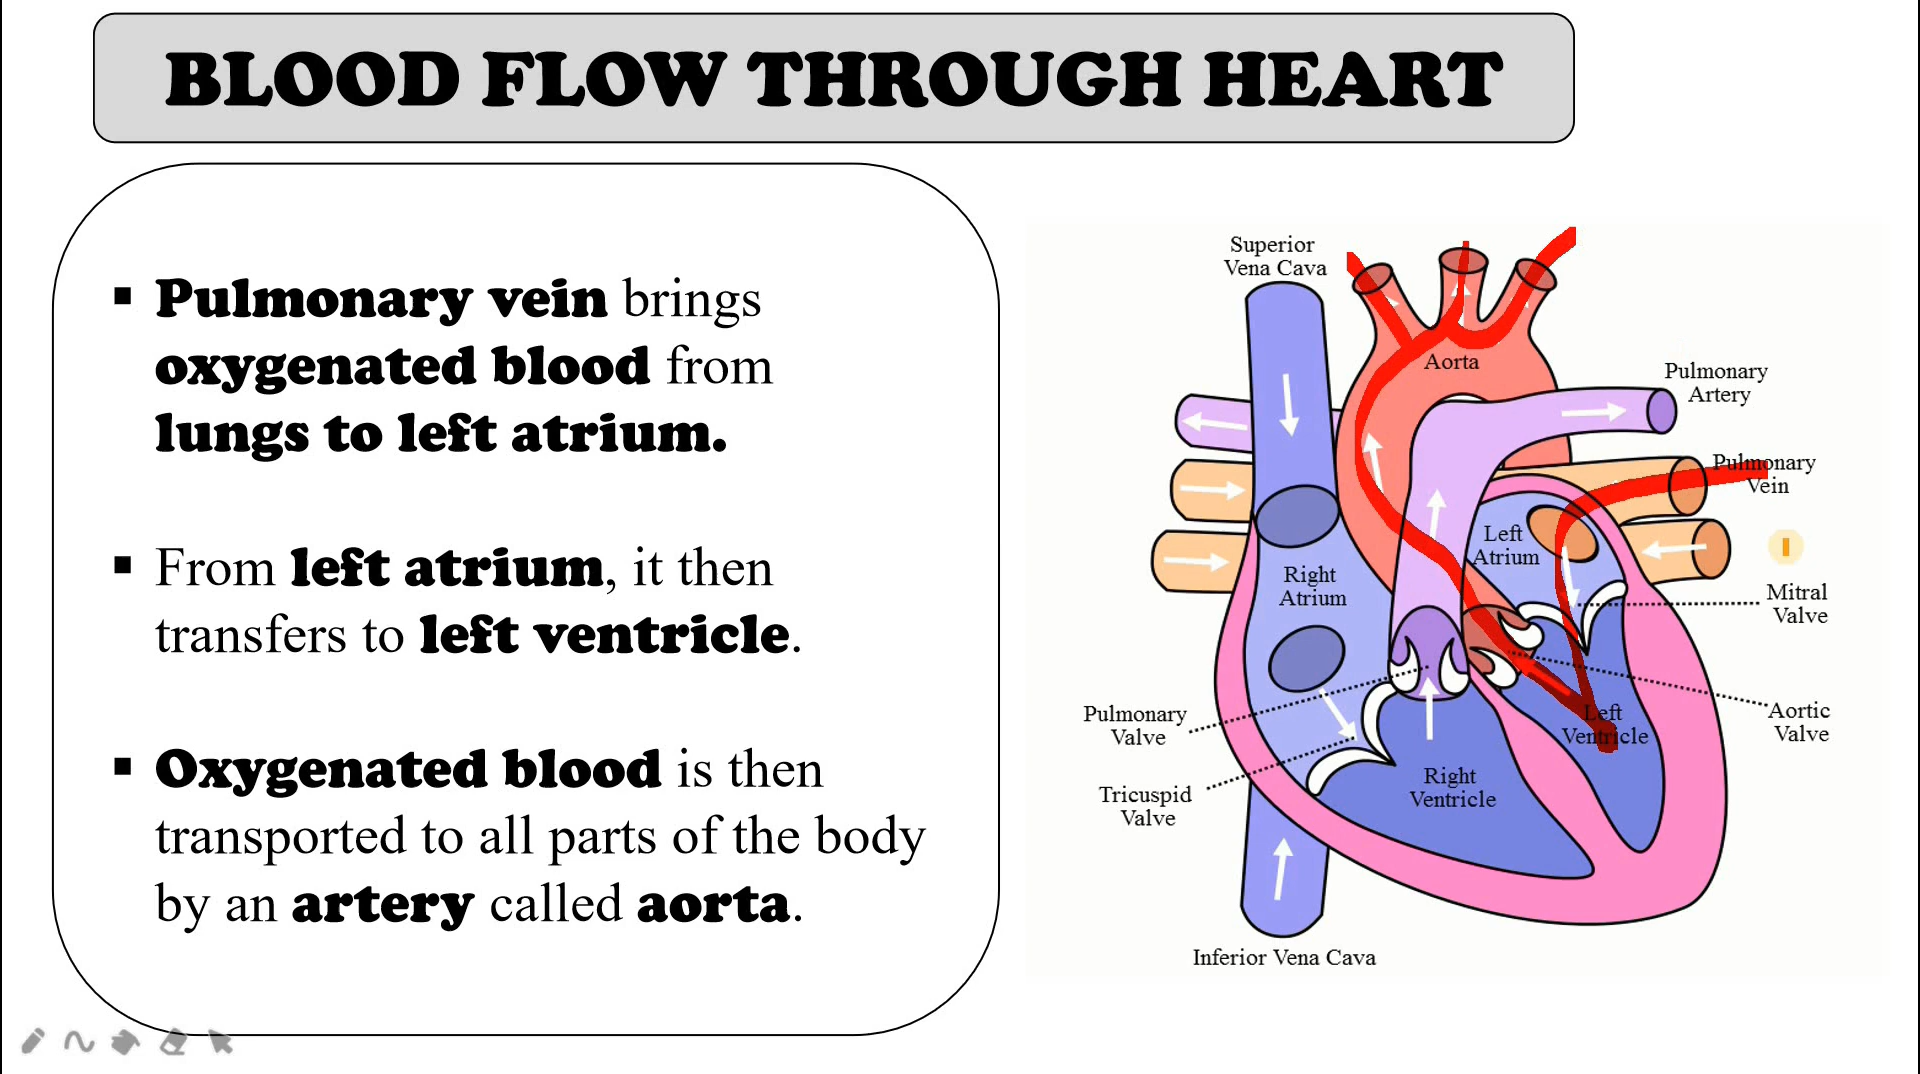 BLOOD FLOW THROUGH HEART
▪ Pulmonary vein brings
oxygenated blood from
lungs to left atrium.
▪ From left atrium, it then
transfers to left ventricle.
▪ Oxygenated blood is then
transported to all parts of the body
by an artery called aorta.
Superior
Vena Cava
Aorta
Pulmonary
Artery
Pulmonary
Vein
Left
Atrium
Right
Atrium
Mitral
Valve
Pulmonary
Valve
Left
Ventricle
Aortic
Valve
Tricuspid
Valve
Right
Ventricle
Inferior Vena Cava